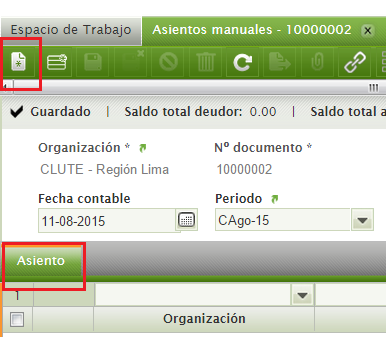 Espacio de Trabajo Asientos manuales - 10000002
Guardado | Saldo total deudor: 0.00 | Saldo total a
Organización * Nº documento *
CLUTE - Región Lima 10000002
Fecha contable Periodo *
11-08-2015 CAgo-15
Asiento
1
Organización